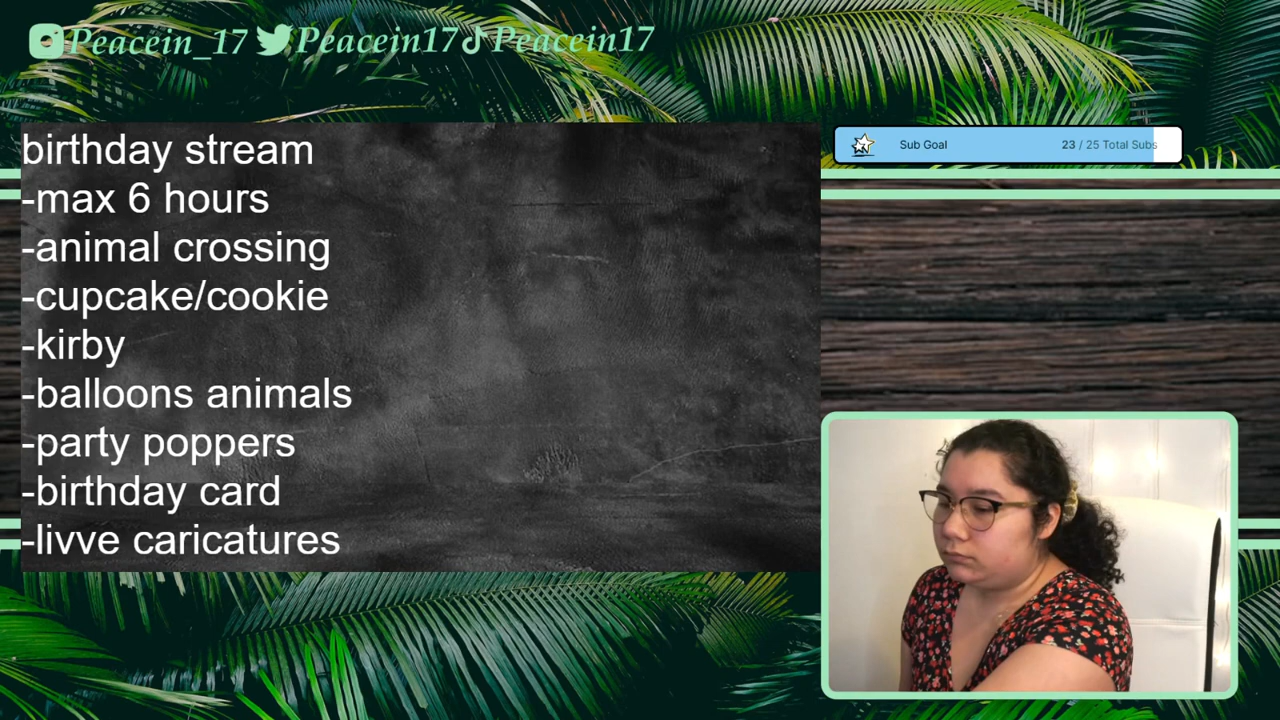 Peacein_17 Peacein17 Peacein17
birthday stream
-max 6 hours
-animal crossing
-cupcake/cookie
-kirby
-balloons animals
-party poppers
-birthday card
-livve caricatures
Sub Goal 23 / 25 Total Subs